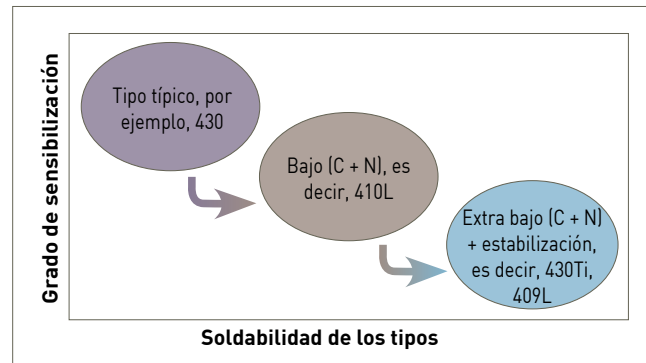 Grado de sensibilización
Tipo típico, por
ejemplo, 430
Bajo (C + N), es
decir, 410L
Extra bajo (C + N)
+ estabilización,
es decir, 430Ti,
409L
Soldabilidad de los tipos